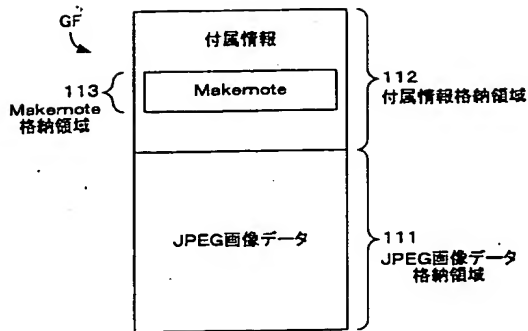 GF
付属情報
Makernote
113
Makernote
格納領域
112
付属情報格納領域
JPEG画像データ
111
JPEG画像データ
格納領域